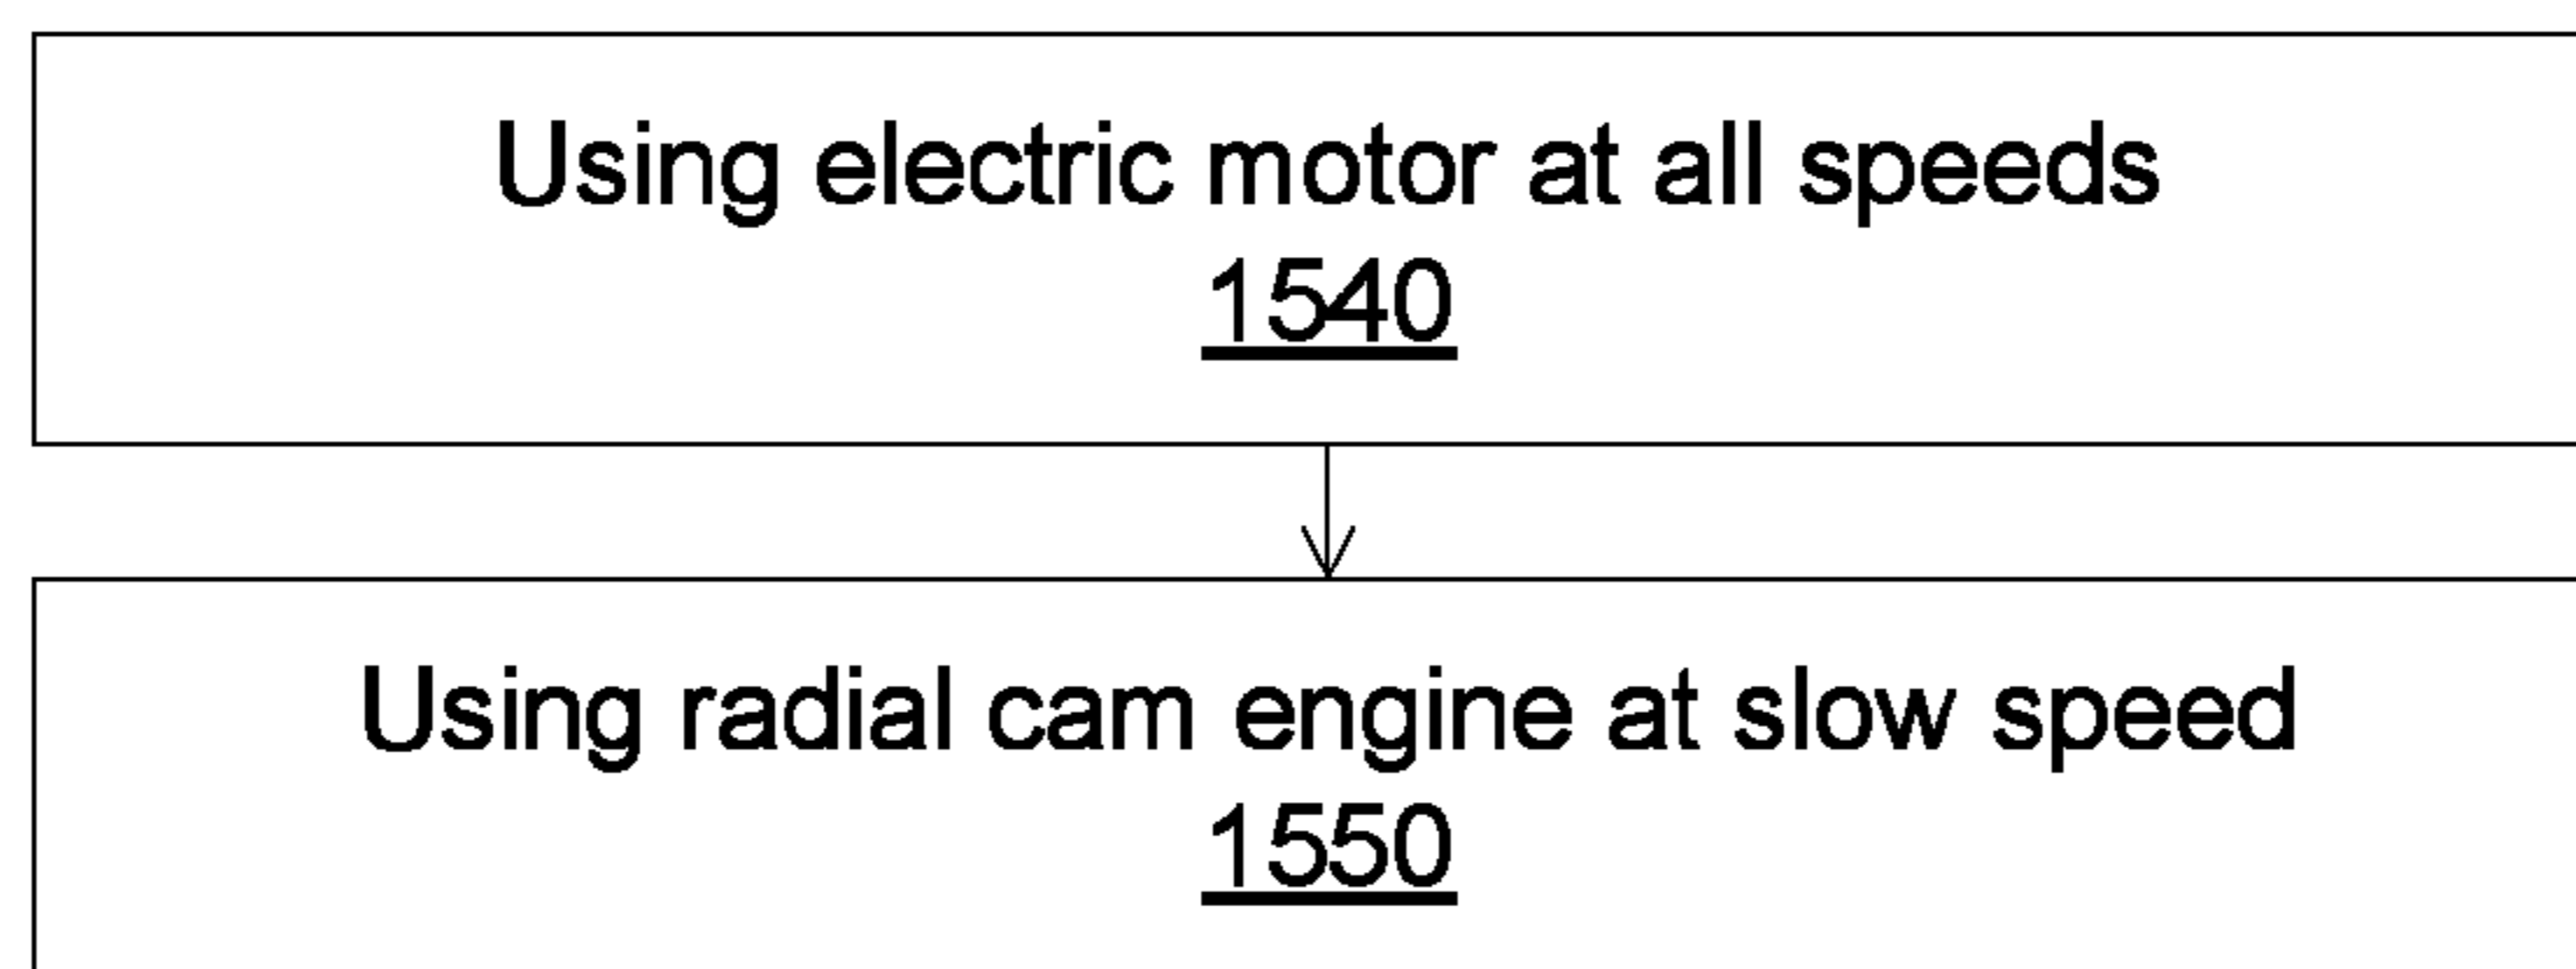 Using electric motor at all speeds
1540
Using radial cam engine at slow speed
1550